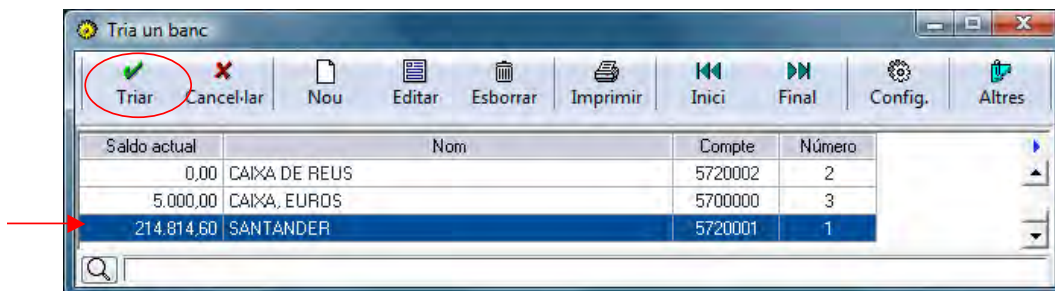 Tria un banc
Triar Cancel·lar Nou Editar Esborrar Imprimir Inici Final Config. Altres
Saldo actual Nom Compte Número
0,00 CAIXA DE REUS 5720002 2
5.000,00 CAIXA, EUROS 5700000 3
214.814,60 SANTANDER 5720001 1